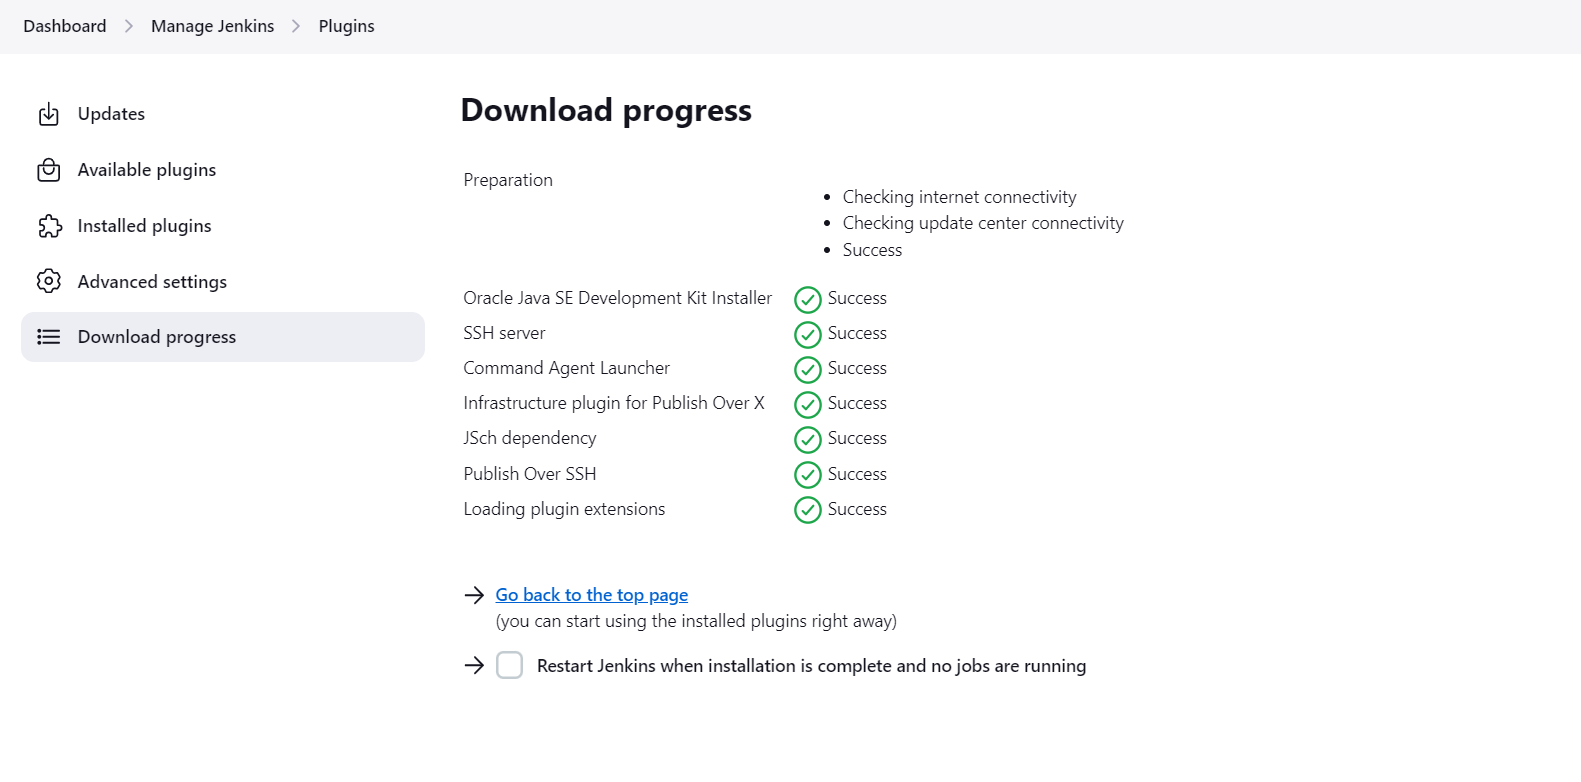 Dashboard
Manage Jenkins
Plugins
Updates
Available plugins
Installed plugins
Advanced settings
Download progress
Download progress
Preparation
Checking internet connectivity
Checking update center connectivity
Success
Oracle Java SE Development Kit Installer Success
SSH server Success
Command Agent Launcher Success
Infrastructure plugin for Publish Over X Success
JSch dependency Success
Publish Over SSH Success
Loading plugin extensions Success
Go back to the top page
(you can start using the installed plugins right away)
Restart Jenkins when installation is complete and no jobs are running